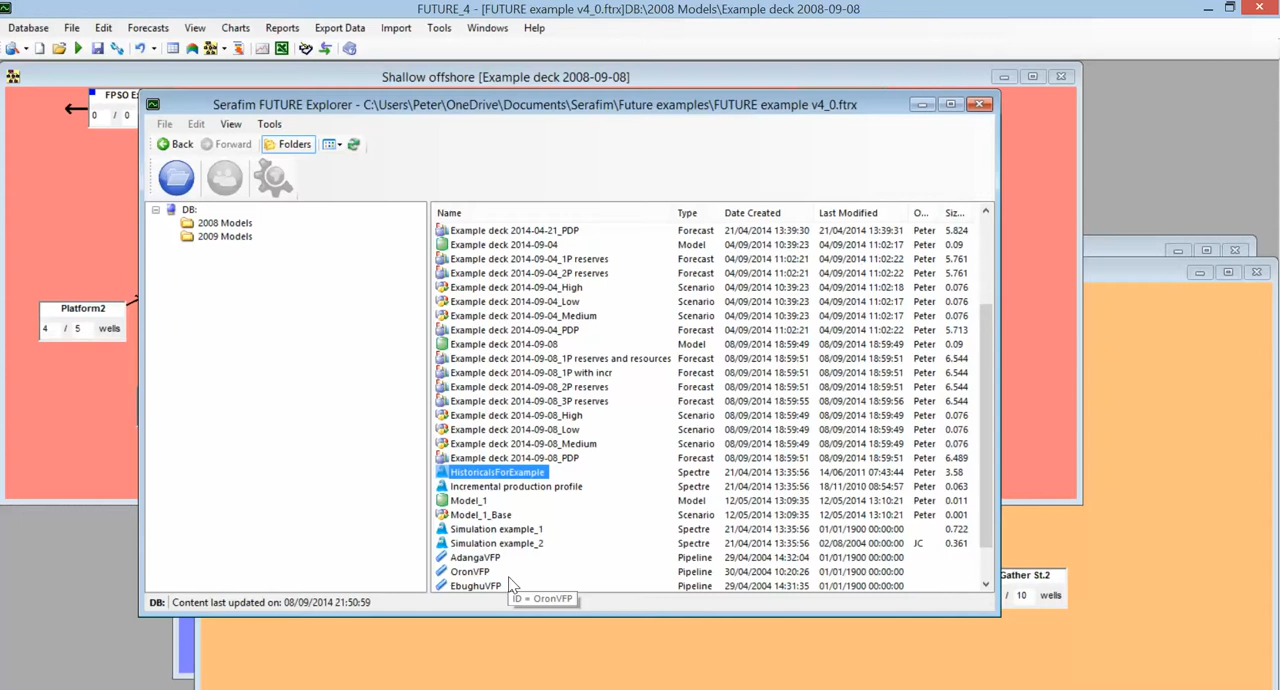 FUTURE_4 - [FUTURE example v4_0.ftrx]DB:\2008 Models\Example deck 2008-09-08
Database File Edit Forecasts View Charts Reports Export Data Import Tools Windows Help
Shallow offshore [Example deck 2008-09-08]
FPSO E
0 / 0
Platform2
4 / 5 wells
Serafim FUTURE Explorer - C:\Users\Peter\OneDrive\Documents\Serafim\Future examples\FUTURE example v4_0.ftrx
File Edit View Tools
Back Forward Folders
DB:
2008 Models
2009 Models
Name Type Date Created Last Modified O... Siz...
Example deck 2014-04-21_PDP Forecast 21/04/2014 13:39:30 21/04/2014 13:39:31 Peter 5.824
Example deck 2014-09-04 Model 04/09/2014 10:39:23 04/09/2014 11:02:17 Peter 0.09
Example deck 2014-09-04_1P reserves Forecast 04/09/2014 11:02:21 04/09/2014 11:02:22 Peter 5.761
Example deck 2014-09-04_2P reserves Forecast 04/09/2014 11:02:22 04/09/2014 11:02:22 Peter 5.761
Example deck 2014-09-04_High Scenario 04/09/2014 10:39:23 04/09/2014 11:02:18 Peter 0.076
Example deck 2014-09-04_Low Scenario 04/09/2014 10:39:23 04/09/2014 11:02:17 Peter 0.076
Example deck 2014-09-04_Medium Scenario 04/09/2014 10:39:23 04/09/2014 11:02:17 Peter 0.076
Example deck 2014-09-04_PDP Forecast 04/09/2014 11:02:21 04/09/2014 11:02:22 Peter 5.713
Example deck 2014-09-08 Model 08/09/2014 18:59:49 08/09/2014 18:59:49 Peter 0.09
Example deck 2014-09-08_1P reserves and resources Forecast 08/09/2014 18:59:51 08/09/2014 18:59:51 Peter 6.544
Example deck 2014-09-08_1P with incr Forecast 08/09/2014 18:59:51 08/09/2014 18:59:51 Peter 6.544
Example deck 2014-09-08_2P reserves Forecast 08/09/2014 18:59:51 08/09/2014 18:59:51 Peter 6.544
Example deck 2014-09-08_3P reserves Forecast 08/09/2014 18:59:55 08/09/2014 18:59:56 Peter 6.544
Example deck 2014-09-08_High Scenario 08/09/2014 18:59:51 08/09/2014 18:59:49 Peter 0.076
Example deck 2014-09-08_Low Scenario 08/09/2014 18:59:51 08/09/2014 18:59:49 Peter 0.076
Example deck 2014-09-08_Medium Scenario 08/09/2014 18:59:51 08/09/2014 18:59:49 Peter 0.076
Example deck 2014-09-08_PDP Forecast 08/09/2014 18:59:51 08/09/2014 18:59:51 Peter 6.489
HistoricalsForExample Spectre 21/04/2014 13:35:56 14/06/2011 07:43:44 Peter 3.58
Incremental production profile Spectre 21/04/2014 13:35:56 18/11/2010 08:54:57 Peter 0.063
Model_1 Model 12/05/2014 13:09:35 12/05/2014 13:10:21 Peter 0.011
Model_1_Base Scenario 12/05/2014 13:09:35 12/05/2014 13:10:21 Peter 0.001
Simulation example_1 Spectre 21/04/2014 13:35:56 01/01/1900 00:00:00 0.722
Simulation example_2 Spectre 21/04/2014 13:35:56 02/08/2004 00:00:00 JC 0.361
AdangaVFP Pipeline 29/04/2004 14:32:04 01/01/1900 00:00:00
OronVFP Pipeline 30/04/2004 10:20:26 01/01/1900 00:00:00
EbughuVFP Pipeline 29/04/2004 14:31:35 01/01/1900 00:00:00
ID = OronVFP
DB: Content last updated on: 08/09/2014 21:50:59
Gather St.2
/ 10 wells